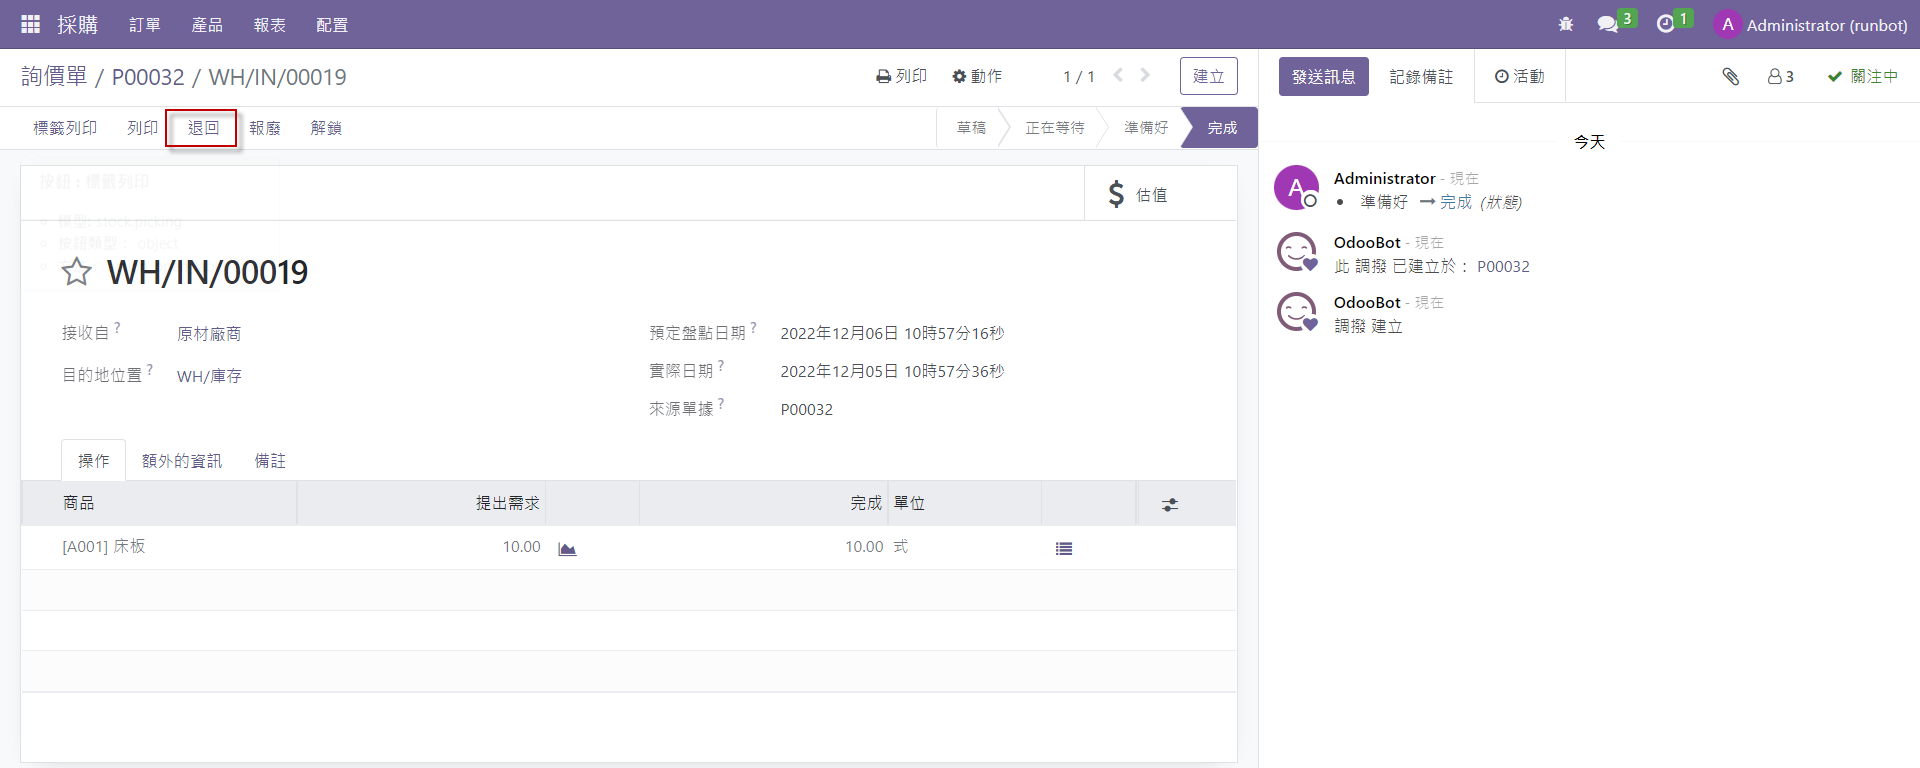 採購 訂單 產品 報表 配置 3 1 A Administrator (runbot)
詢價單 / P00032 / WH/IN/00019 列印 動作 1 / 1 建立 發送訊息 記錄備註 活動 3 關注中
標籤列印 列印 退回 報廢 解鎖 草稿 正在等待 準備好 完成
今天
按鈕：標籤列印
$ 估值
模型: stock.picking
按鈕類型： object
WH/IN/00019
接收自 ? 原材廠商
目的地位置 ? WH/庫存
預定盤點日期 ? 2022年12月06日 10時57分16秒
實際日期 ? 2022年12月05日 10時57分36秒
來源單據 ? P00032
操作 額外的資訊 備註
商品 提出需求 完成 單位
[A001] 床板 10.00 10.00 式
A Administrator - 現在
準備好 → 完成 (狀態)
OdooBot - 現在
此 調撥 已建立於： P00032
OdooBot - 現在
調撥 建立